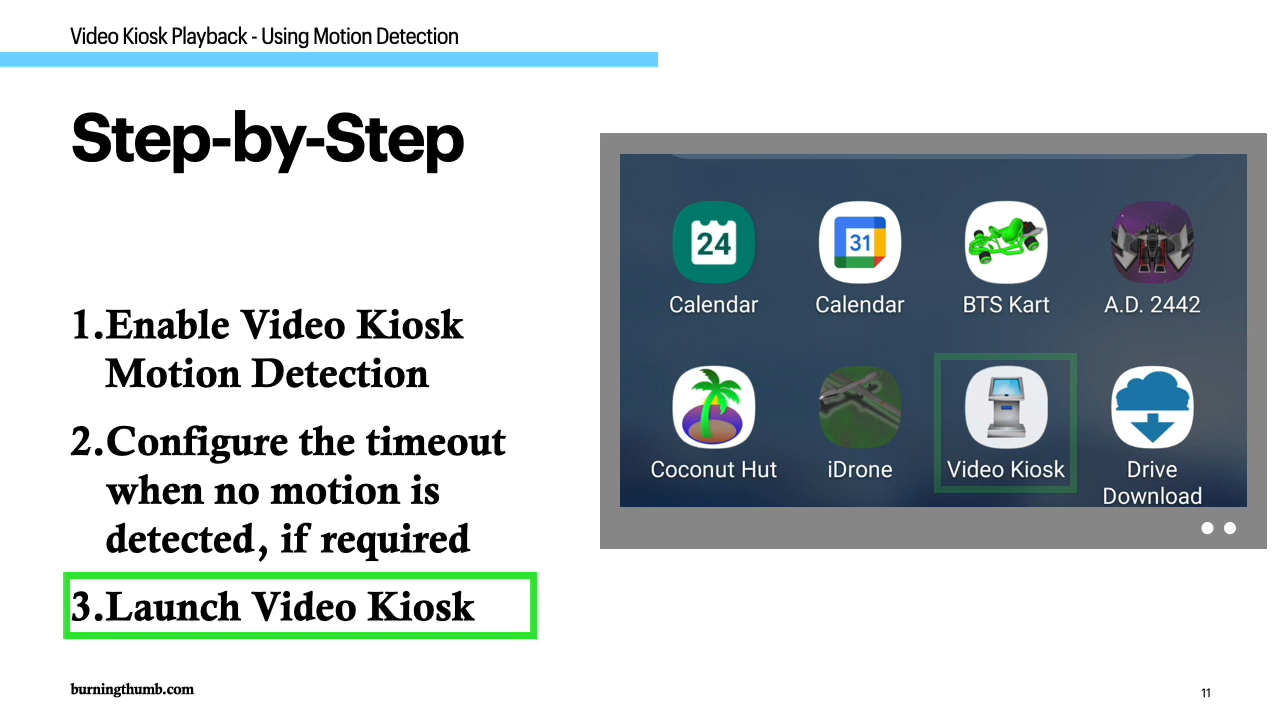 Video Kiosk Playback - Using Motion Detection
Step-by-Step
1.Enable Video Kiosk
Motion Detection
2.Configure the timeout
when no motion is
detected, if required
3.Launch Video Kiosk
24
31
Calendar
Calendar
BTS Kart
A.D. 2442
Coconut Hut
iDrone
Video Kiosk
Drive
Download
burningthumb.com
11